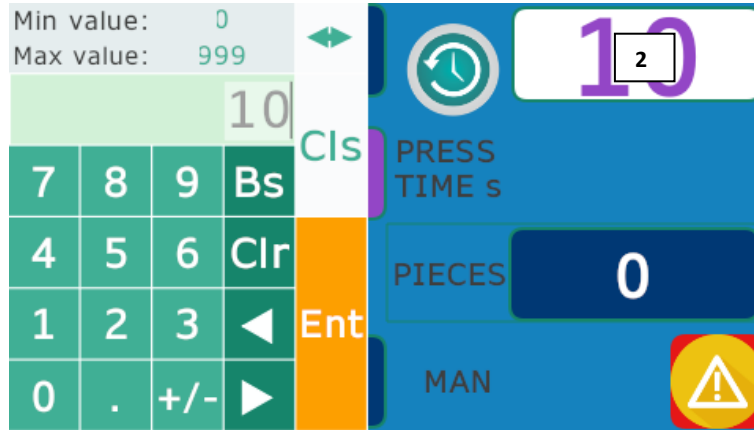 Min value: 0
Max value: 999
10
Cls
7 8 9 Bs
4 5 6 Clr
1 2 3 Ent
0 . +/-
10
2
PRESS
TIME s
PIECES 0
MAN